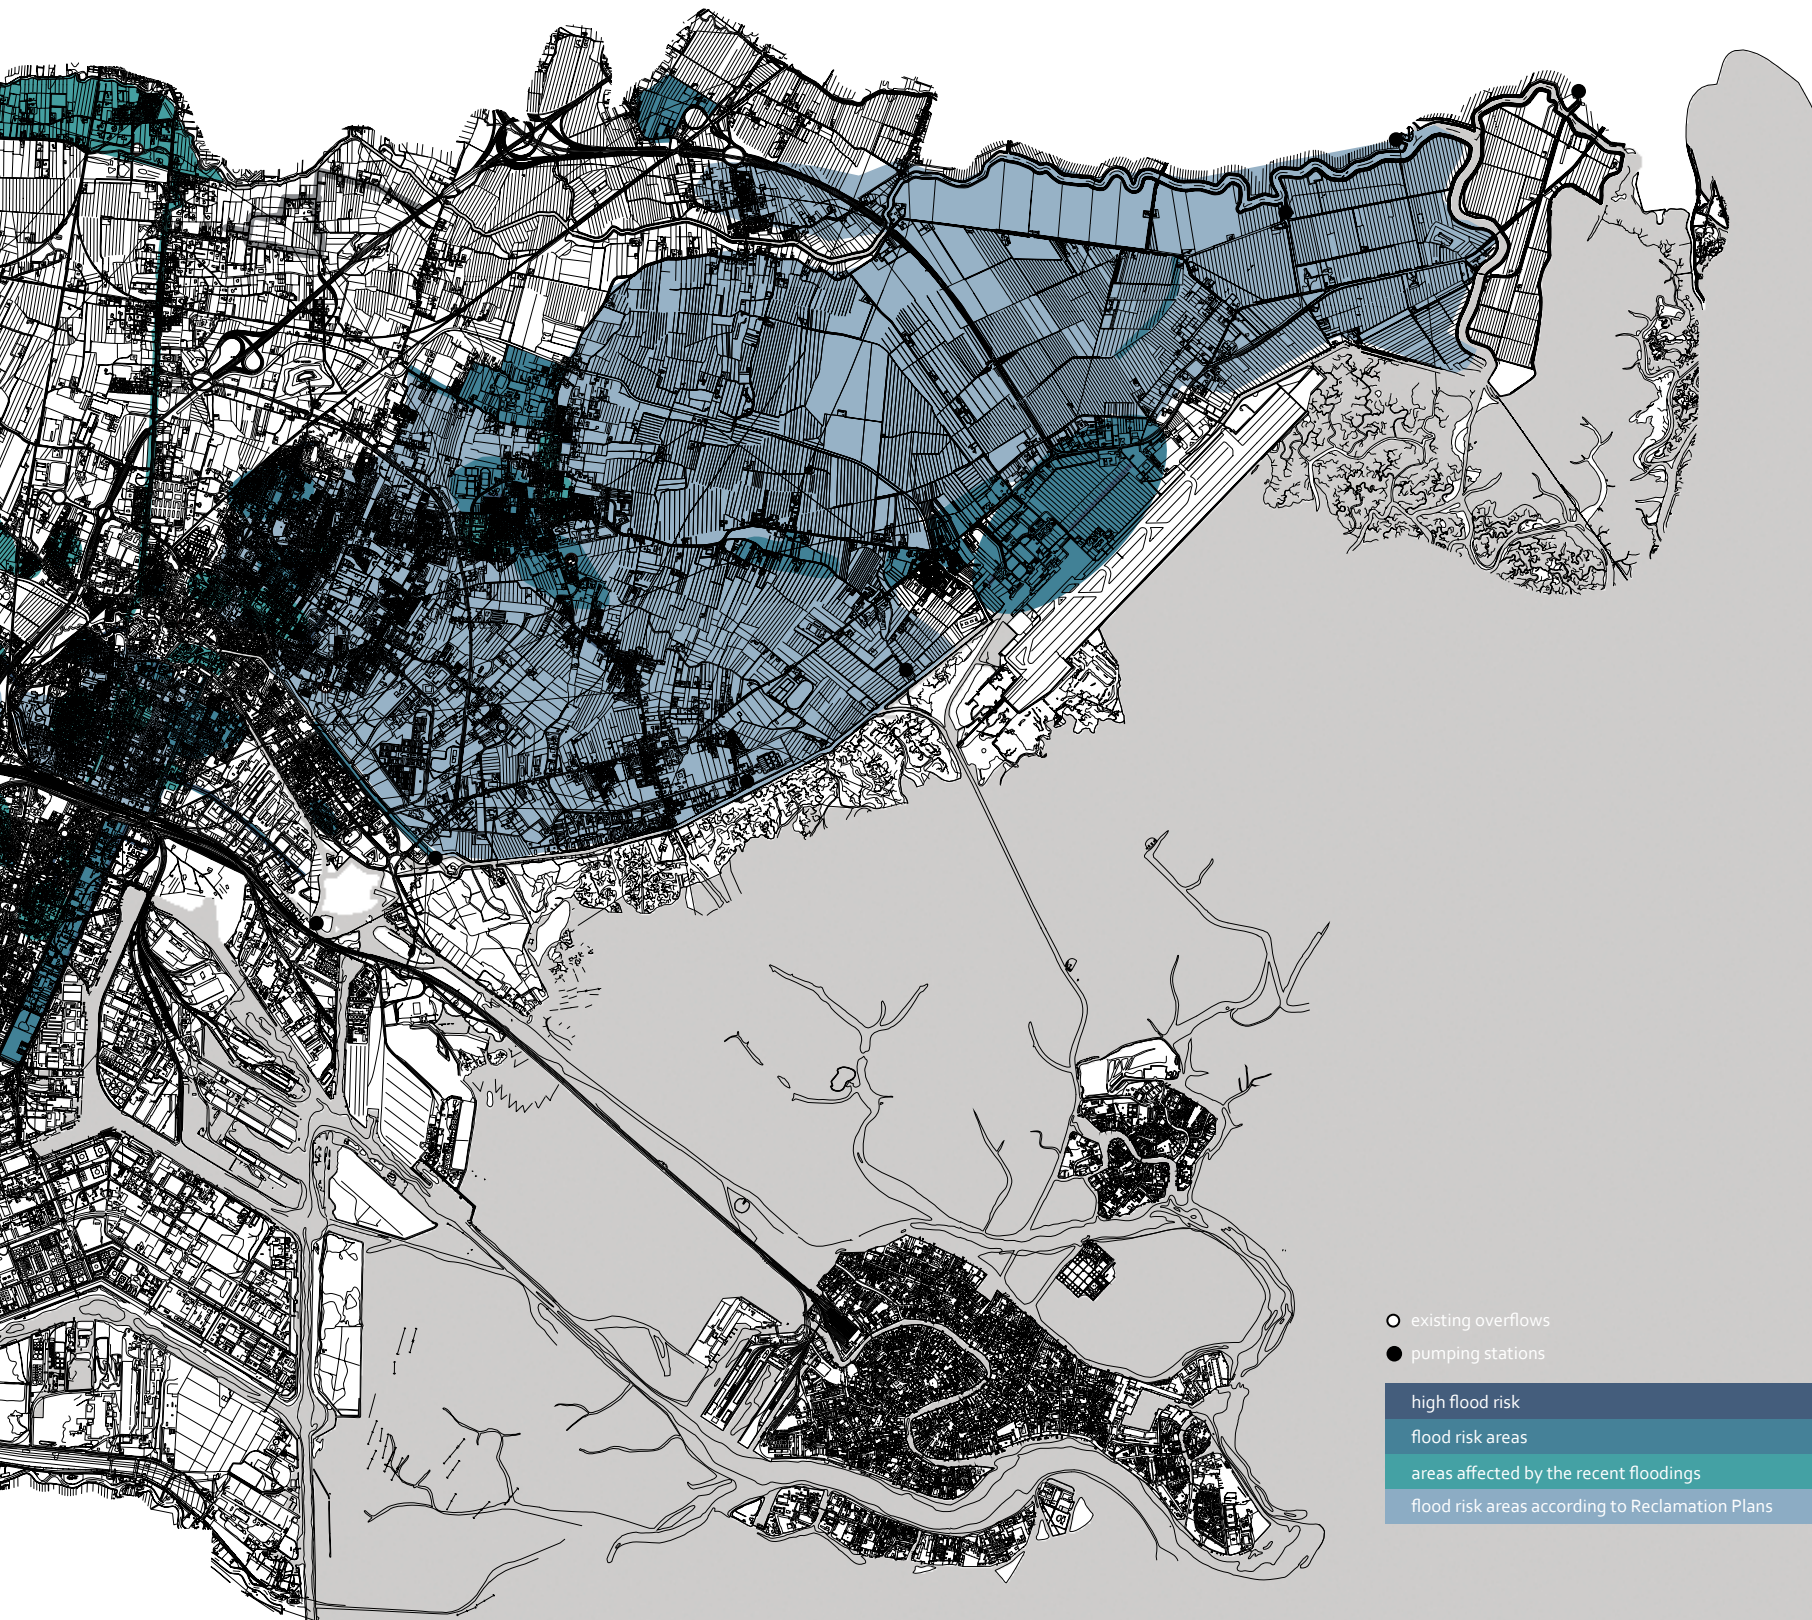 existing overflows
pumping stations
high flood risk
flood risk areas
areas affected by the recent floodings
flood risk areas according to Reclamation Plans